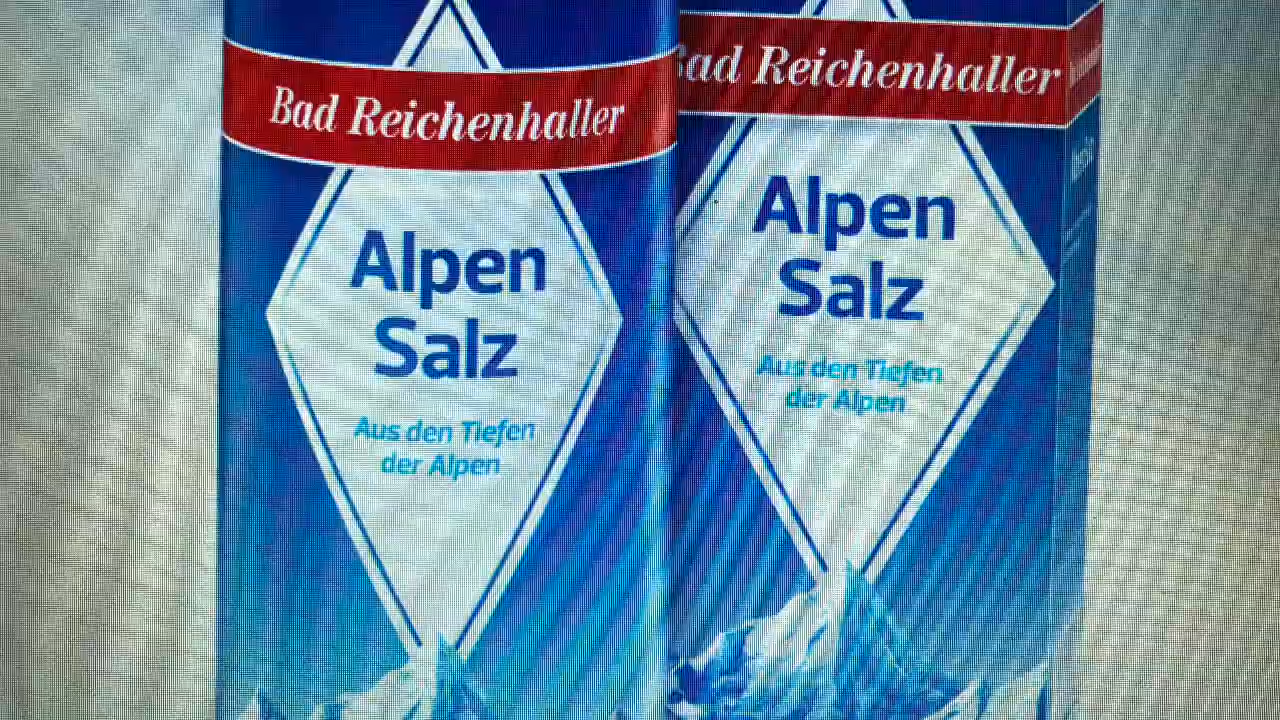 Bad Reichenhaller
Alpen
Salz
Aus den Tiefen
der Alpen
Bad Reichenhaller
Alpen
Salz
Aus den Tiefen
der Alpen